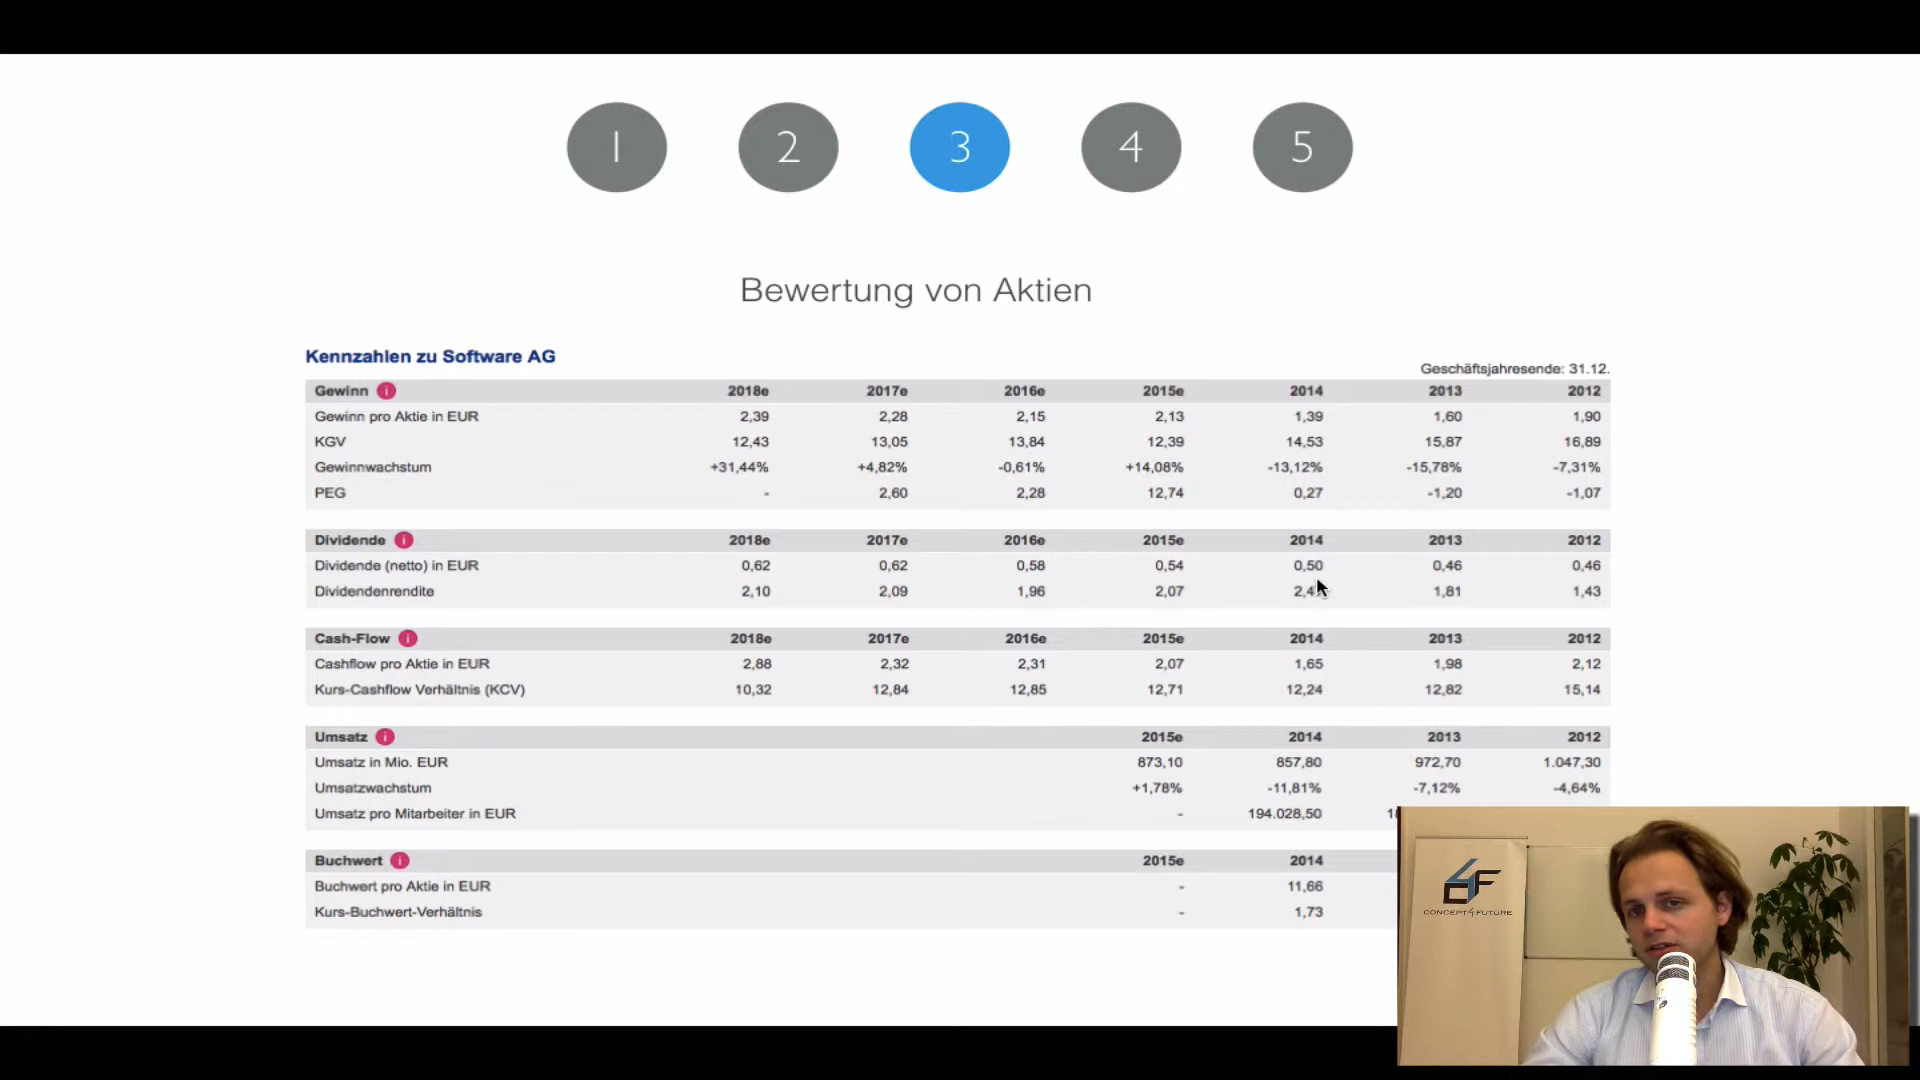 1 2 3 4 5
Bewertung von Aktien
Kennzahlen zu Software AG
Geschäftsjahresende: 31.12.
Gewinn i 2018e 2017e 2016e 2015e 2014 2013 2012
Gewinn pro Aktie in EUR 2,39 2,28 2,15 2,13 1,39 1,60 1,90
KGV 12,43 13,05 13,84 12,39 14,53 15,87 16,89
Gewinnwachstum +31,44% +4,82% -0,61% +14,08% -13,12% -15,78% -7,31%
PEG - 2,60 2,28 12,74 0,27 -1,20 -1,07
Dividende i 2018e 2017e 2016e 2015e 2014 2013 2012
Dividende (netto) in EUR 0,62 0,62 0,58 0,54 0,50 0,46 0,46
Dividendenrendite 2,10 2,09 1,96 2,07 1,81 1,43
Cash-Flow i 2018e 2017e 2016e 2015e 2014 2013 2012
Cashflow pro Aktie in EUR 2,88 2,32 2,31 2,07 1,65 1,98 2,12
Kurs-Cashflow Verhältnis (KCV) 10,32 12,84 12,85 12,71 12,24 12,82 15,14
Umsatz i 2015e 2014 2013 2012
Umsatz in Mio. EUR 873,10 857,80 972,70 1.047,30
Umsatzwachstum +1,78% -11,81% -7,12% -4,64%
Umsatz pro Mitarbeiter in EUR - 194.028,50
Buchwert i 2015e 2014
Buchwert pro Aktie in EUR - 11,66
Kurs-Buchwert-Verhältnis - 1,73
C4F
CONCEPT4FUTURE